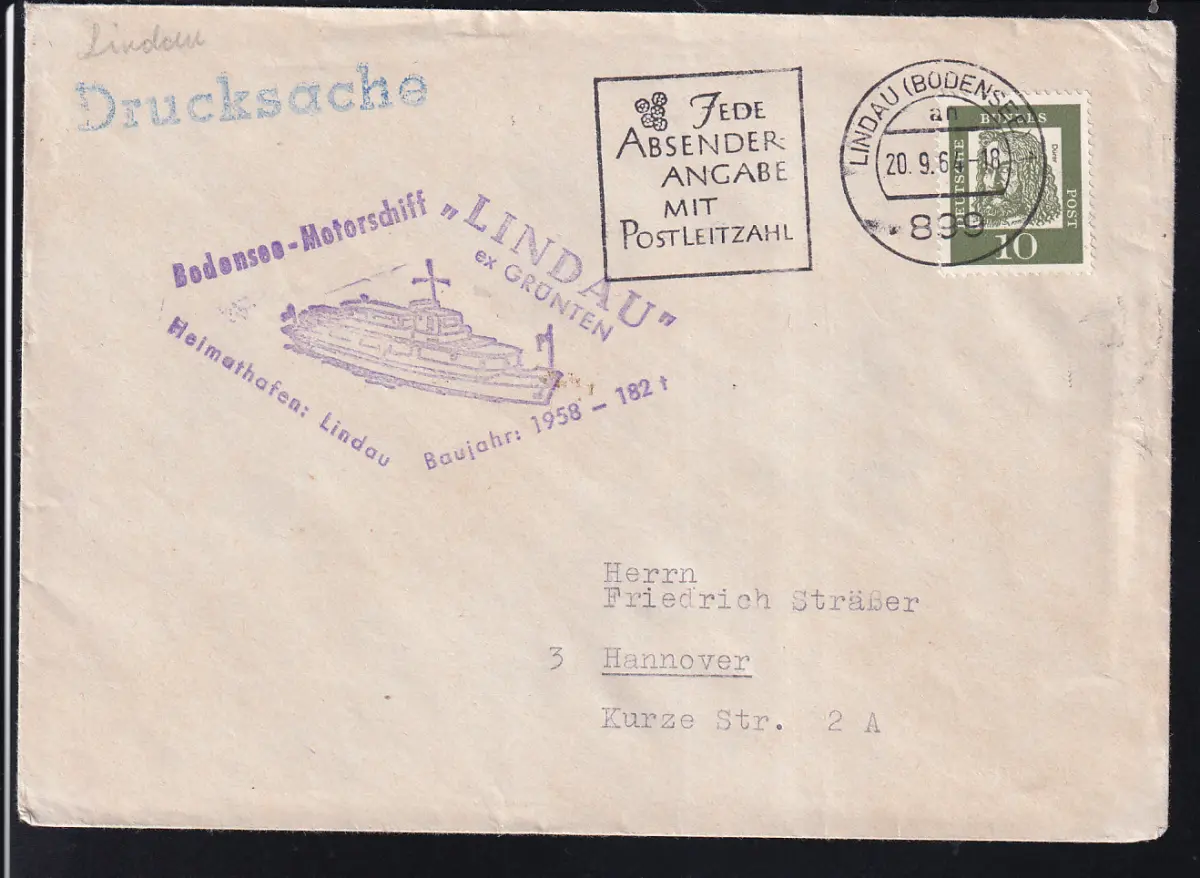 Lindau
Drucksache
JEDE
ABSENDER-
ANGABE
MIT
POSTLEITZAHL
LINDAU (BODENSEE)
an
20. 9. 64-18
899
DEUTSCHE
BUNDES
POST
Dürer
10
Bodensee-Motorschiff „LINDAU"
ex GRÜNTEN
Heimathafen: Lindau Baujahr: 1958 - 182 t
Herrn
Friedrich Sträßer
3 Hannover
Kurze Str. 2 A